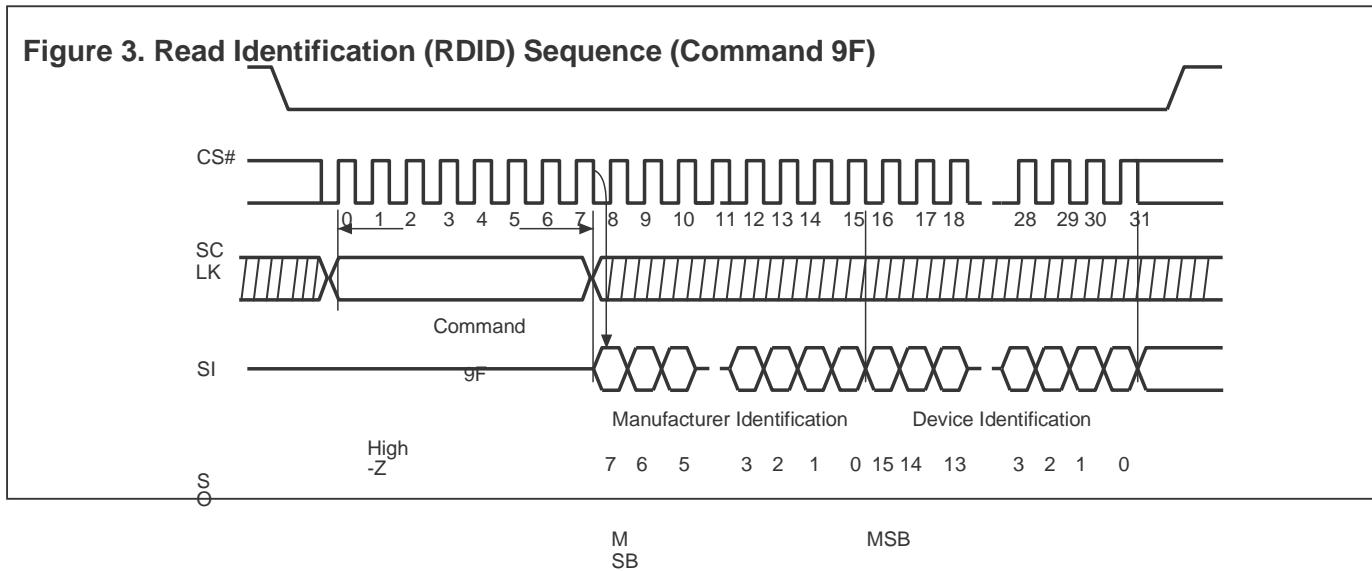 Figure 3. Read Identification (RDID) Sequence (Command 9F)
CS#
0 1 2 3 4 5 6 7 8 9 10 11 12 13 14 15 16 17 18 28 29 30 31
SC
LK
Command
SI
9F
Manufacturer Identification Device Identification
High
-Z
7 6 5 3 2 1 0 15 14 13 3 2 1 0
S
O
M
SB
MSB